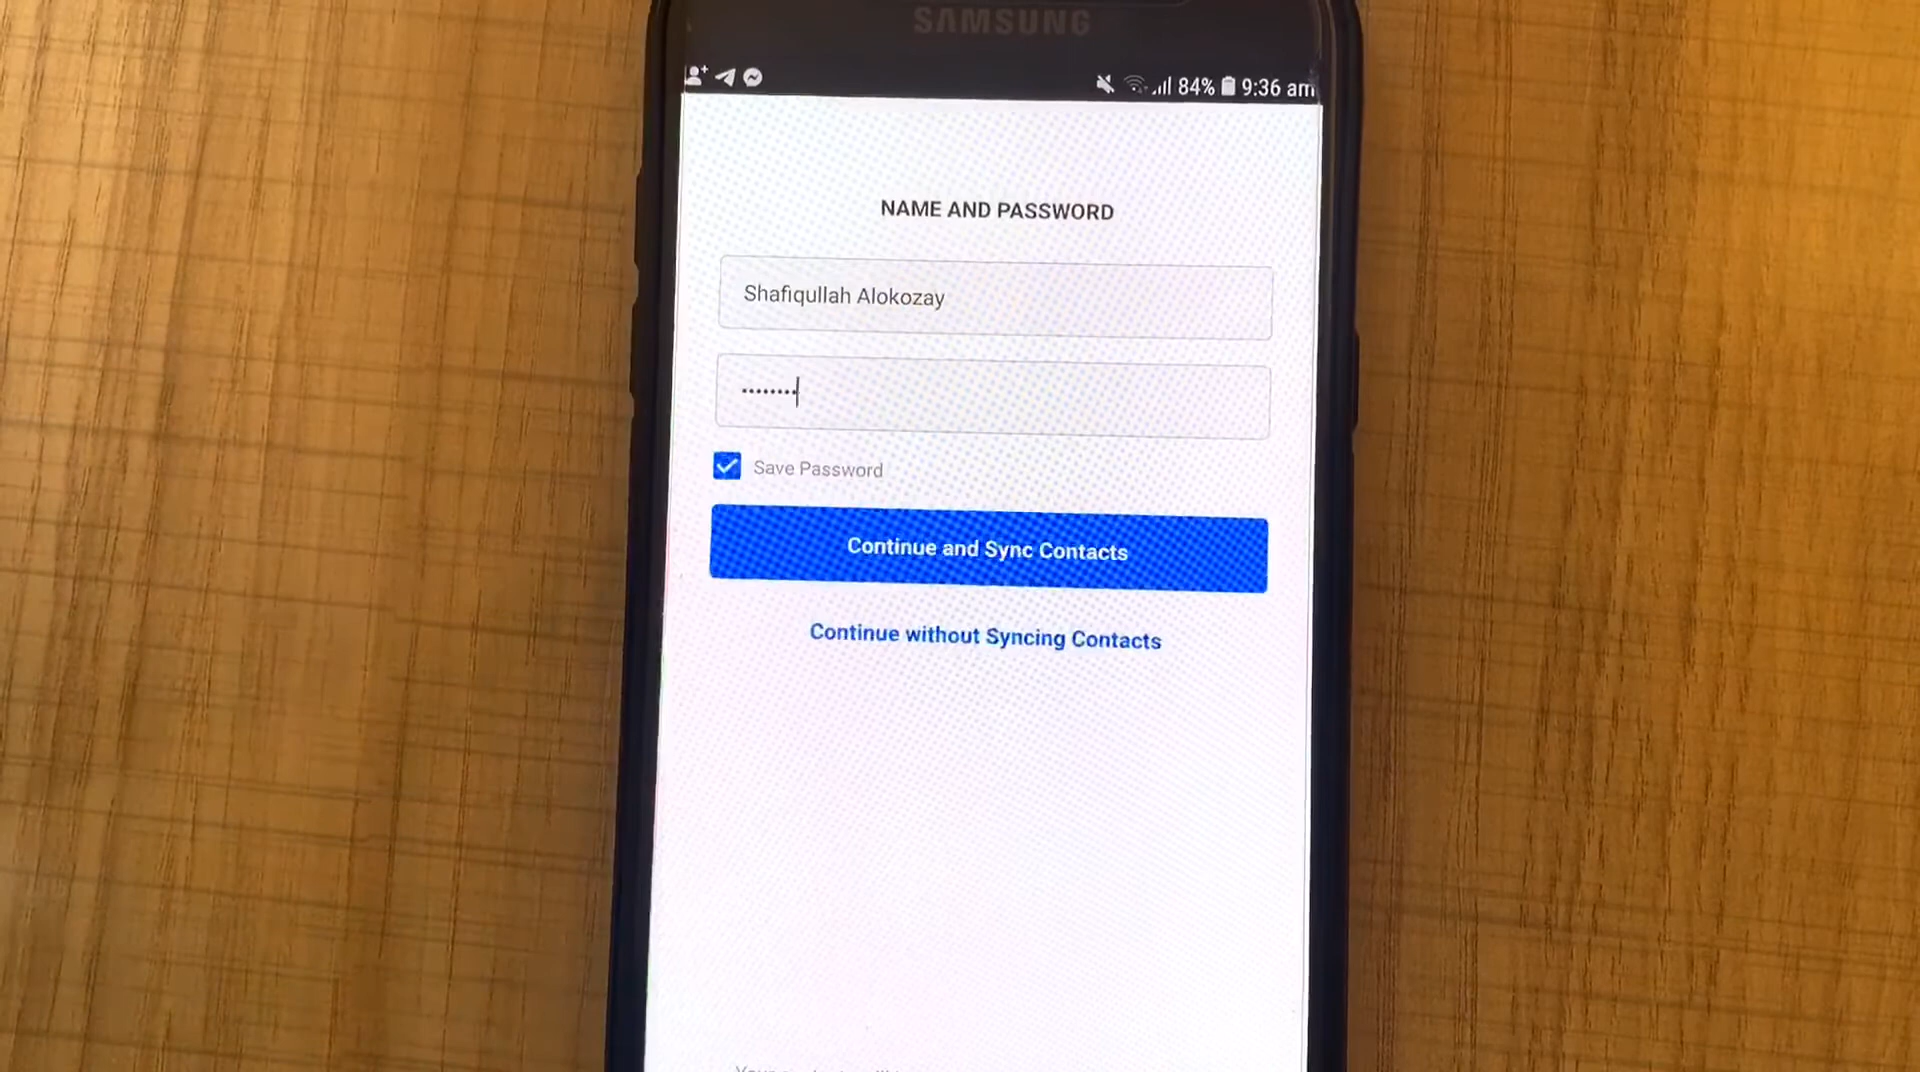 SAMSUNG
84% 9:36 am
NAME AND PASSWORD
Shafiqullah Alokozay
••••••••
Save Password
Continue and Sync Contacts
Continue without Syncing Contacts